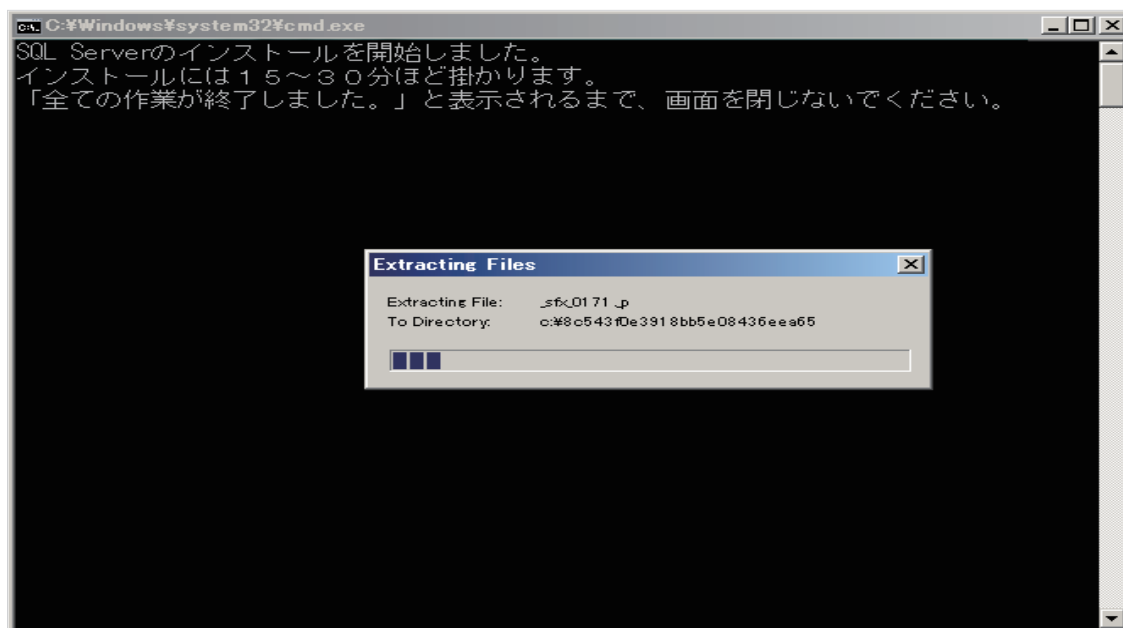 C:¥Windows¥system32¥cmd.exe
SQL Serverのインストールを開始しました。
インストールには15～30分ほど掛かります。
「全ての作業が終了しました。」と表示されるまで、画面を閉じないでください。
Extracting Files
Extracting File: _sfx_0171_p
To Directory: c:¥8c543f0e3918bb5e08436eea65